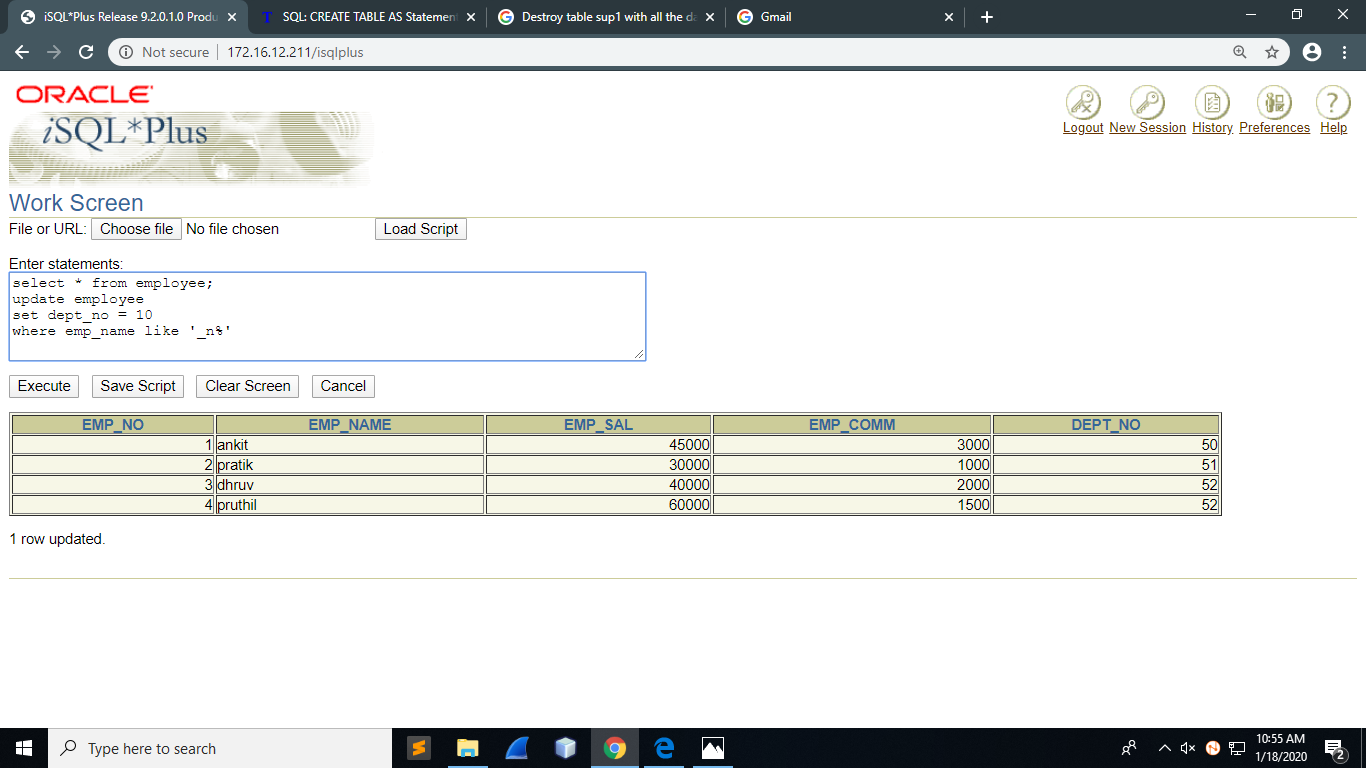 iSQL*Plus Release 9.2.0.1.0 Produ
SQL: CREATE TABLE AS Statement
Destroy table sup1 with all the da
Gmail
Not secure
172.16.12.211/isqlplus
ORACLE
iSQL*Plus
Logout New Session History Preferences Help
Work Screen
File or URL: Choose file No file chosen Load Script
Enter statements:
select * from employee;
update employee
set dept_no = 10
where emp_name like '_n%'
Execute Save Script Clear Screen Cancel
EMP_NO EMP_NAME EMP_SAL EMP_COMM DEPT_NO
1 ankit 45000 3000 50
2 pratik 30000 1000 51
3 dhruv 40000 2000 52
4 pruthil 60000 1500 52
1 row updated.
Type here to search
10:55 AM
1/18/2020
2